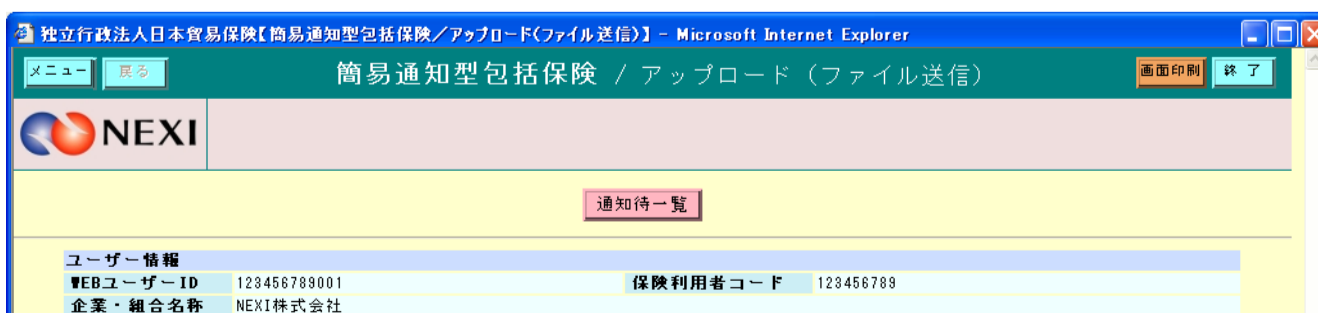 独立行政法人日本貿易保険【簡易通知型包括保険／アップロード(ファイル送信)】 - Microsoft Internet Explorer
メニュー 戻る 簡易通知型包括保険 / アップロード（ファイル送信） 画面印刷 終了
NEXI
通知待一覧
ユーザー情報
WEBユーザーID 123456789001 保険利用者コード 123456789
企業・組合名称 NEXI株式会社